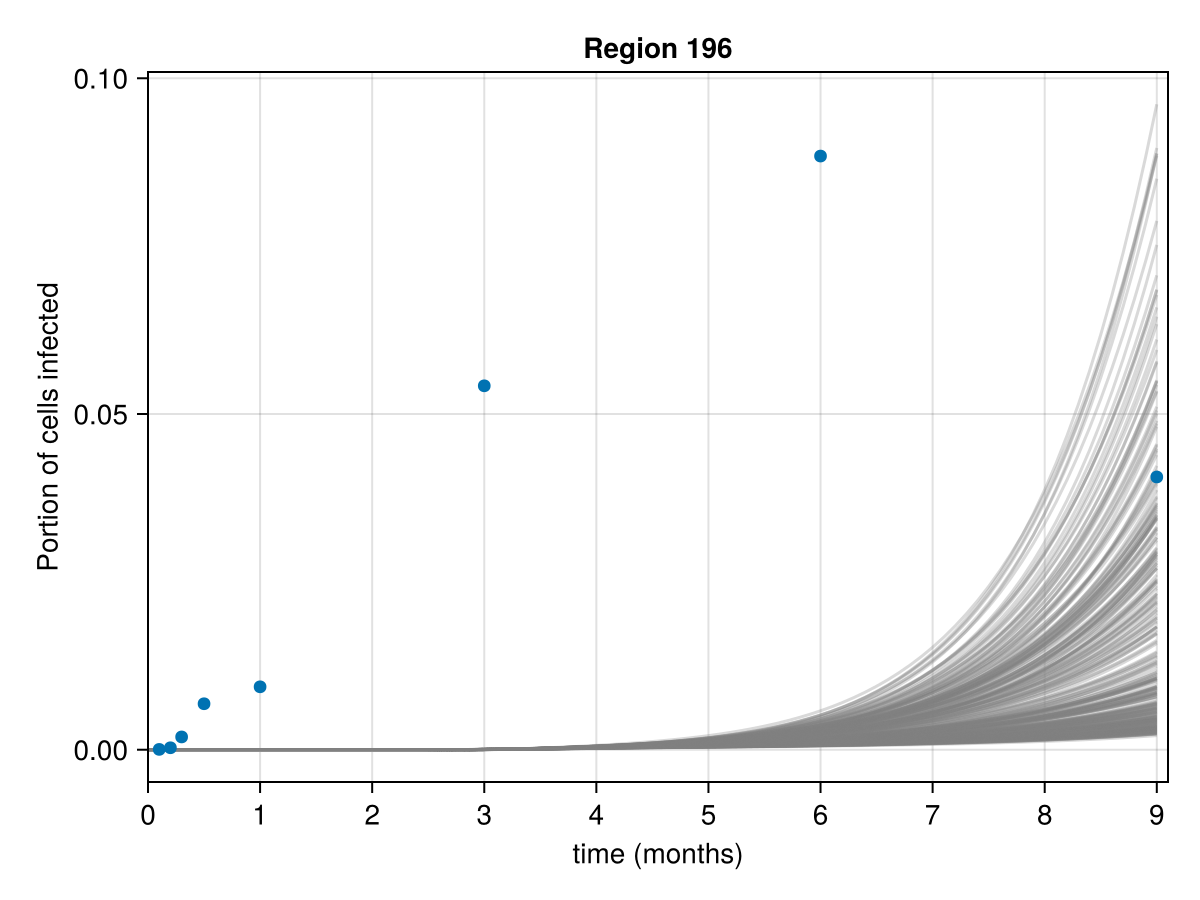 Region 196
0.10
0.05
0.00
Portion of cells infected
0 1 2 3 4 5 6 7 8 9
time (months)